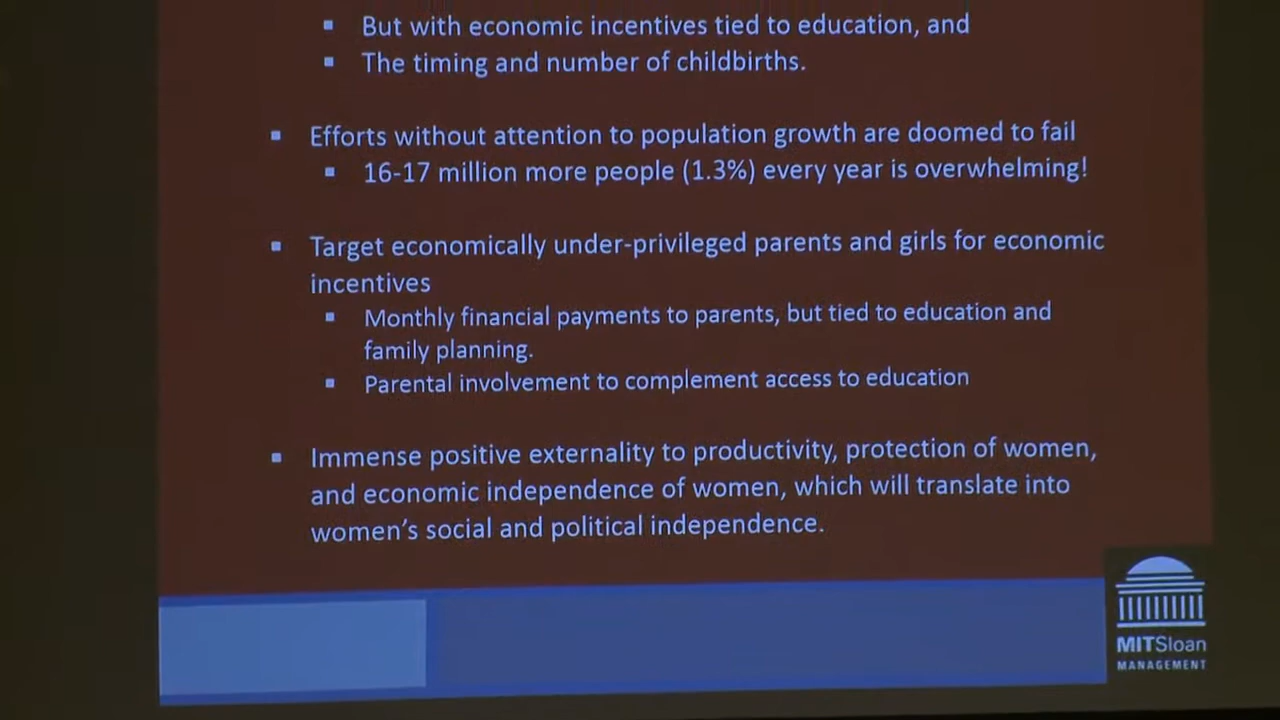 ▪ But with economic incentives tied to education, and
▪ The timing and number of childbirths.
▪ Efforts without attention to population growth are doomed to fail
▪ 16-17 million more people (1.3%) every year is overwhelming!
▪ Target economically under-privileged parents and girls for economic
incentives
▪ Monthly financial payments to parents, but tied to education and
family planning.
▪ Parental involvement to complement access to education
▪ Immense positive externality to productivity, protection of women,
and economic independence of women, which will translate into
women's social and political independence.
MITSloan
MANAGEMENT